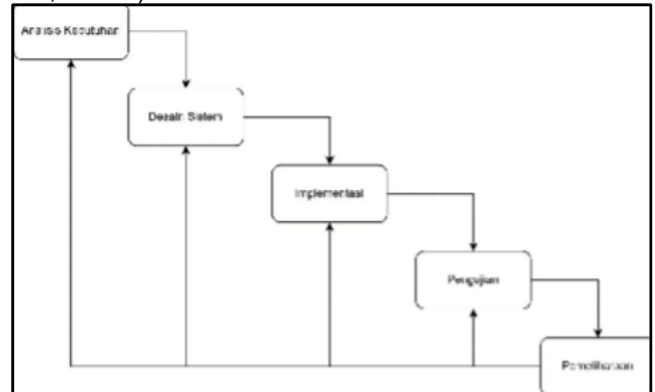 Analisis Kebutuhan
Desain Sistem
Implementasi
Pengujian
Pemeliharaan